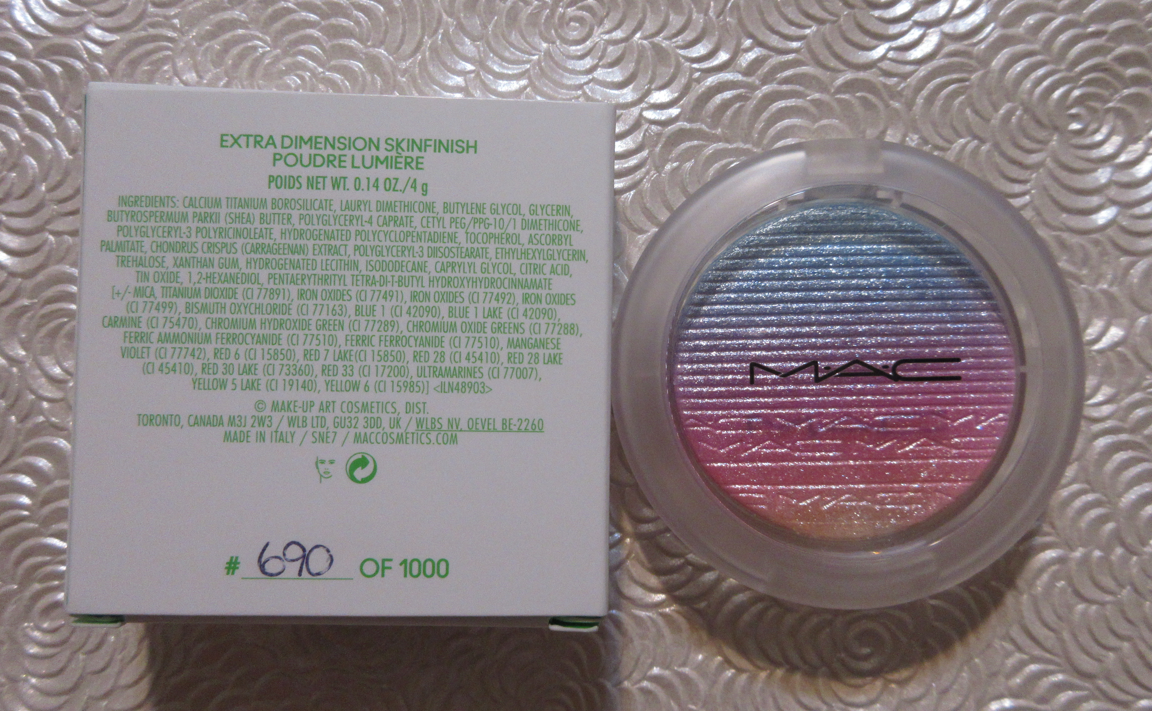 EXTRA DIMENSION SKINFINISH
POUDRE LUMIÈRE
POIDS NET WT. 0.14 OZ./4 g
INGREDIENTS: CALCIUM TITANIUM BOROSILICATE, LAURYL DIMETHICONE, BUTYLENE GLYCOL, GLYCERIN,
BUTYROSPERMUM PARKII (SHEA) BUTTER, POLYGLYCERYL-4 CAPRATE, CETYL PEG/PPG-10/1 DIMETHICONE,
POLYGLYCERYL-3 POLYRICINOLEATE, HYDROGENATED POLYCYCLOPENTADIENE, TOCOPHEROL, ASCORBYL
PALMITATE, CHONDRUS CRISPUS (CARRAGEENAN) EXTRACT, POLYGLYCERYL-3 DIISOSTEARATE, ETHYLHEXYLGLYCERIN,
TREHALOSE, XANTHAN GUM, HYDROGENATED LECITHIN, ISODODECANE, CAPRYLYL GLYCOL, CITRIC ACID,
TIN OXIDE, 1,2-HEXANEDIOL, PENTAERYTHRITYL TETRA-DI-T-BUTYL HYDROXYHYDROCINNAMATE
[+/- MICA, TITANIUM DIOXIDE (CI 77891), IRON OXIDES (CI 77491), IRON OXIDES (CI 77492), IRON OXIDES
(CI 77499), BISMUTH OXYCHLORIDE (CI 77163), BLUE 1 (CI 42090), BLUE 1 LAKE (CI 42090),
CARMINE (CI 75470), CHROMIUM HYDROXIDE GREEN (CI 77289), CHROMIUM OXIDE GREENS (CI 77288),
FERRIC AMMONIUM FERROCYANIDE (CI 77510), FERRIC FERROCYANIDE (CI 77510), MANGANESE
VIOLET (CI 77742), RED 6 (CI 15850), RED 7 LAKE(CI 15850), RED 28 (CI 45410), RED 28 LAKE
(CI 45410), RED 30 LAKE (CI 73360), RED 33 (CI 17200), ULTRAMARINES (CI 77007),
YELLOW 5 LAKE (CI 19140), YELLOW 6 (CI 15985)] <ILN48903>
© MAKE-UP ART COSMETICS, DIST.
TORONTO, CANADA M3J 2W3 / WLB LTD, GU32 3DD, UK / WLBS NV, OEVEL BE-2260
MADE IN ITALY / SNE7 / MACCOSMETICS.COM
# 690 OF 1000
MAC